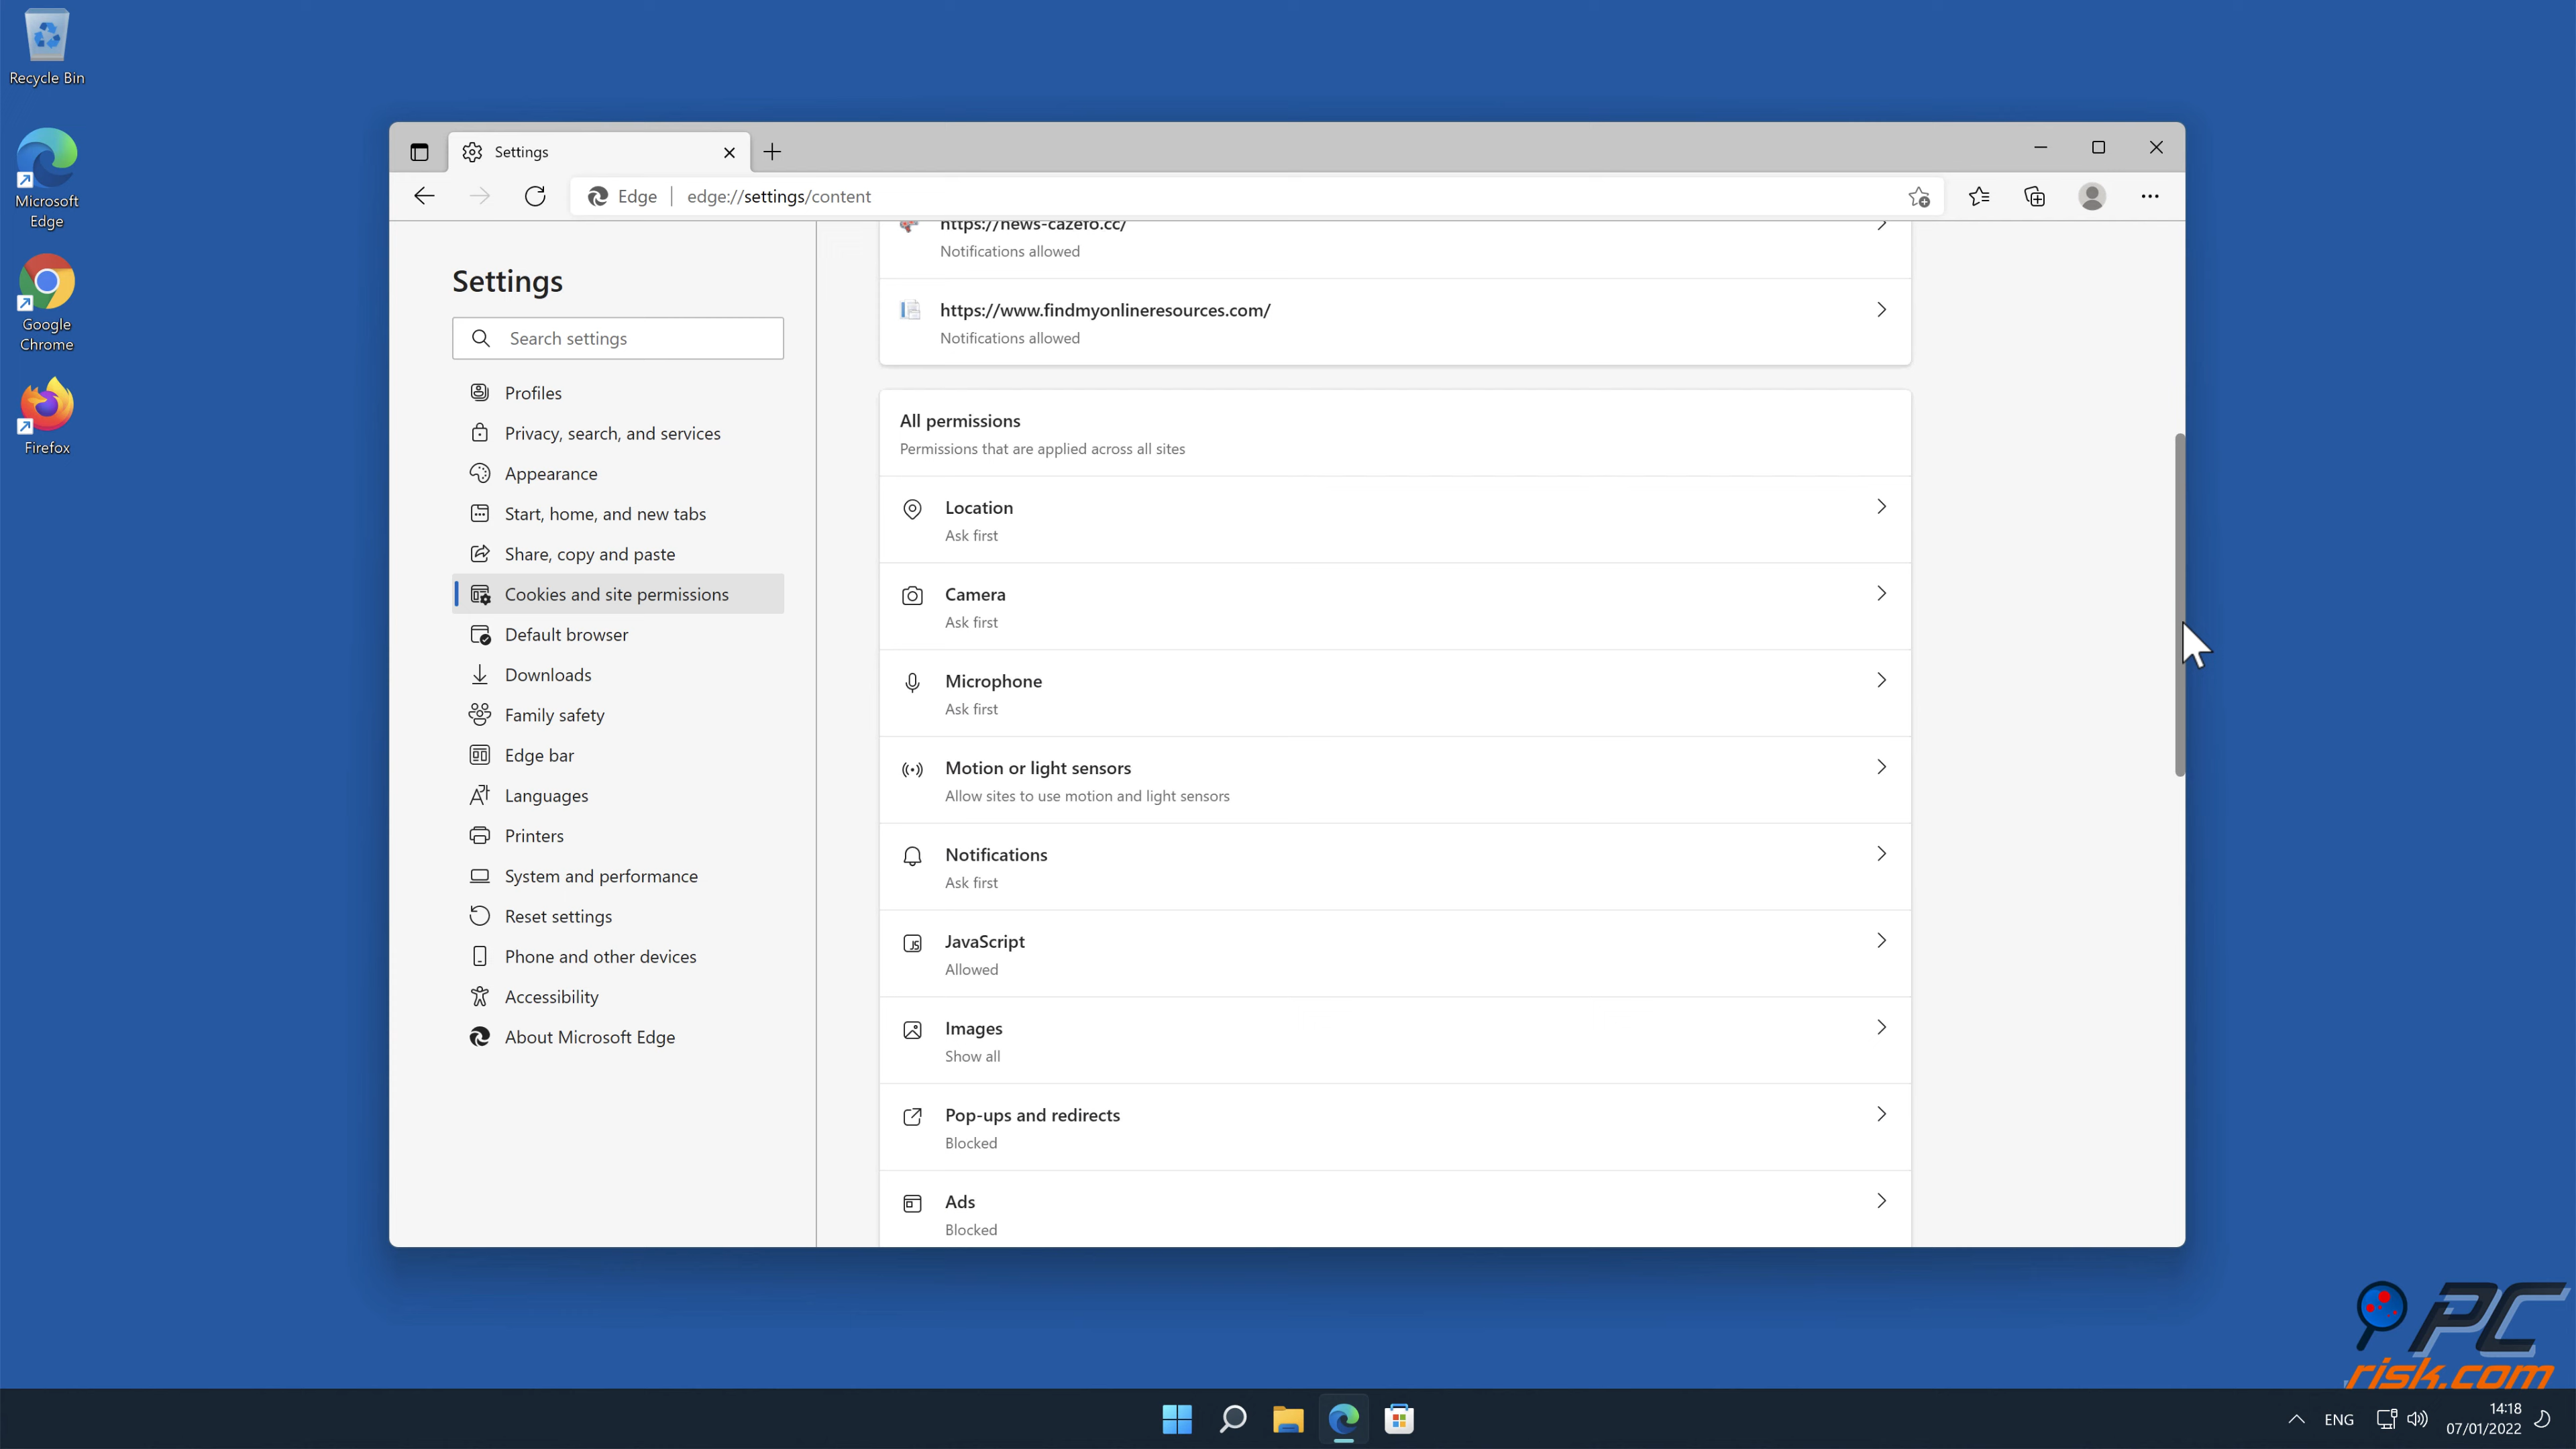 Recycle Bin
Microsoft
Edge
Google
Chrome
Firefox
Settings
Edge
edge://settings/content
Settings
Search settings
Profiles
Privacy, search, and services
Appearance
Start, home, and new tabs
Share, copy and paste
Cookies and site permissions
Default browser
Downloads
Family safety
Edge bar
Languages
Printers
System and performance
Reset settings
Phone and other devices
Accessibility
About Microsoft Edge
https://news-cazefo.cc/
Notifications allowed
https://www.findmyonlineresources.com/
Notifications allowed
All permissions
Permissions that are applied across all sites
Location
Ask first
Camera
Ask first
Microphone
Ask first
Motion or light sensors
Allow sites to use motion and light sensors
Notifications
Ask first
JavaScript
Allowed
Images
Show all
Pop-ups and redirects
Blocked
Ads
Blocked
PC
risk.com
ENG
14:18
07/01/2022